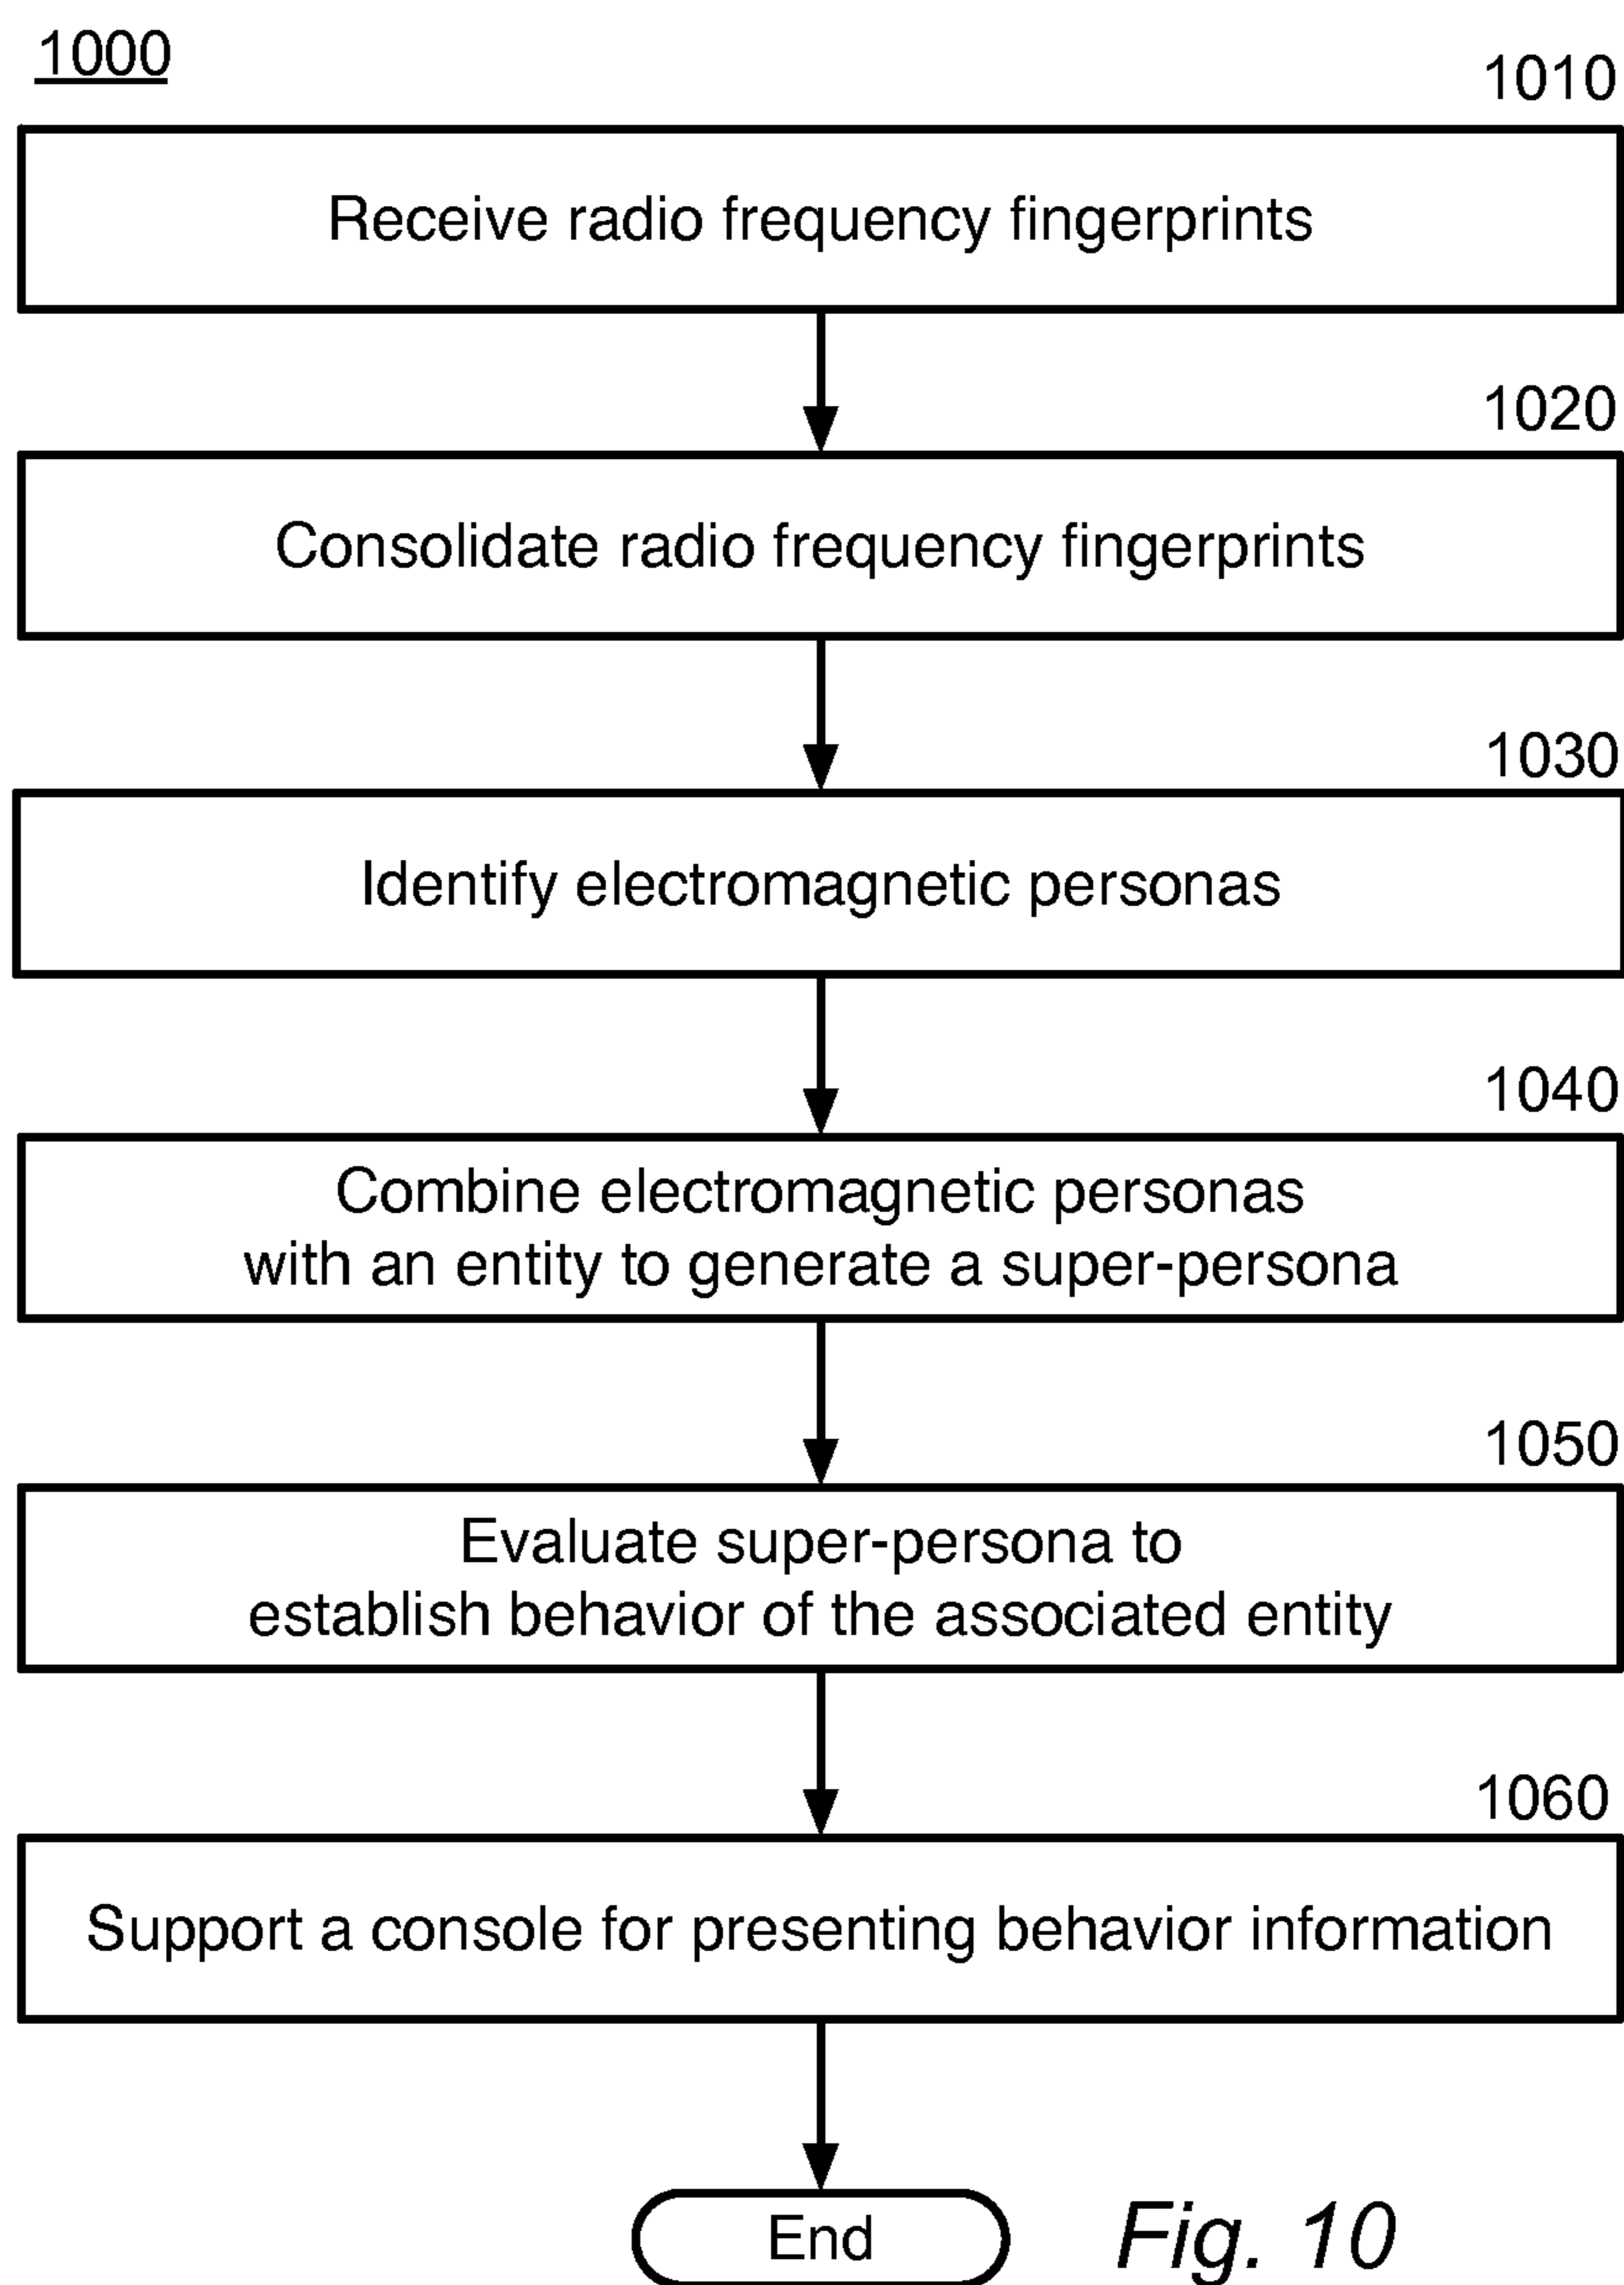 1000
1010
Receive radio frequency fingerprints
1020
Consolidate radio frequency fingerprints
1030
Identify electromagnetic personas
1040
Combine electromagnetic personas
with an entity to generate a super-persona
1050
Evaluate super-persona to
establish behavior of the associated entity
1060
Support a console for presenting behavior information
End
Fig. 10